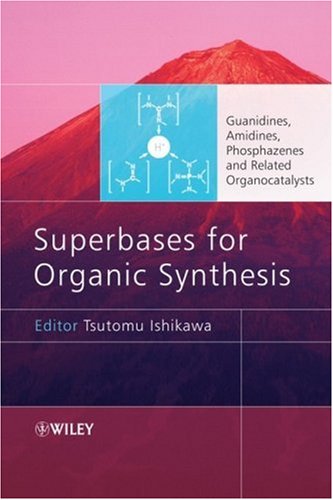 Guanidines,
Amidines,
Phosphazenes
and Related
Organocatalysts
H⁺
Superbases for
Organic Synthesis
Editor Tsutomu Ishikawa
WILEY